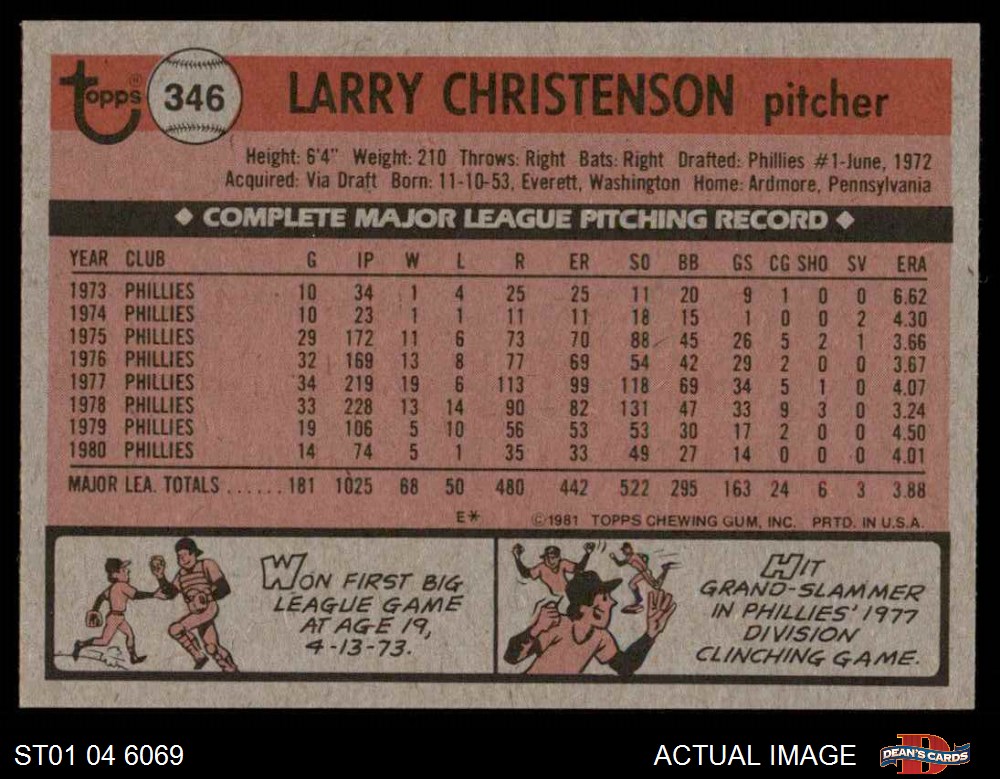 Topps® 346 LARRY CHRISTENSON pitcher
Height: 6'4" Weight: 210 Throws: Right Bats: Right Drafted: Phillies #1-June, 1972
Acquired: Via Draft Born: 11-10-53, Everett, Washington Home: Ardmore, Pennsylvania
◆ COMPLETE MAJOR LEAGUE PITCHING RECORD ◆
YEAR CLUB G IP W L R ER SO BB GS CG SHO SV ERA
1973 PHILLIES 10 34 1 4 25 25 11 20 9 1 0 0 6.62
1974 PHILLIES 10 23 1 1 11 11 18 15 1 0 0 2 4.30
1975 PHILLIES 29 172 11 6 73 70 88 45 26 5 2 1 3.66
1976 PHILLIES 32 169 13 8 77 69 54 42 29 2 0 0 3.67
1977 PHILLIES 34 219 19 6 113 99 118 69 34 5 1 0 4.07
1978 PHILLIES 33 228 13 14 90 82 131 47 33 9 3 0 3.24
1979 PHILLIES 19 106 5 10 56 53 53 30 17 2 0 0 4.50
1980 PHILLIES 14 74 5 1 35 33 49 27 14 0 0 0 4.01
MAJOR LEA. TOTALS ...... 181 1025 68 50 480 442 522 295 163 24 6 3 3.88
E* ©1981 TOPPS CHEWING GUM, INC. PRTD. IN U.S.A.
WON FIRST BIG
LEAGUE GAME
AT AGE 19,
4-13-73.
HIT
GRAND-SLAMMER
IN PHILLIES' 1977
DIVISION
CLINCHING GAME.
ST01 04 6069 ACTUAL IMAGE DEAN'S CARDS